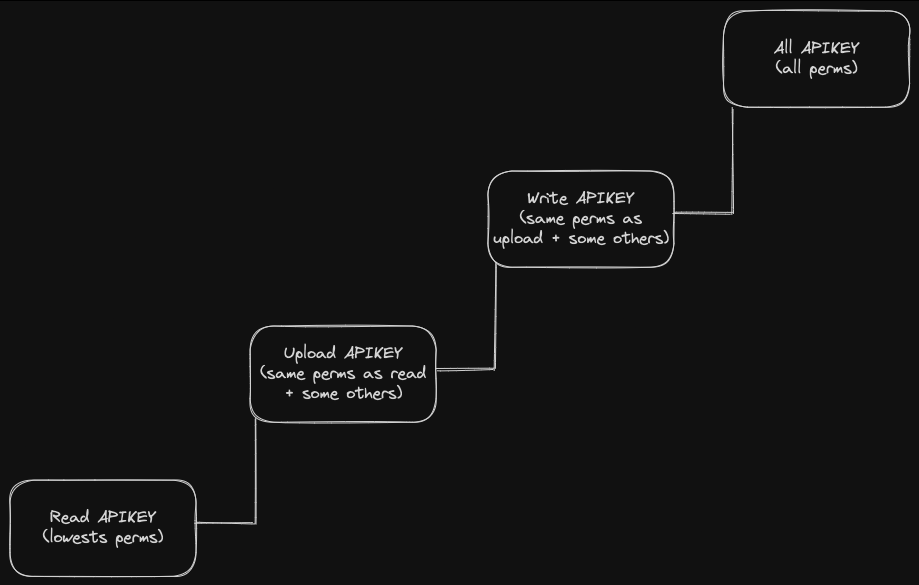 All APIKEY
(all perms)
Write APIKEY
(same perms as
upload + some others)
Upload APIKEY
(same perms as read
+ some others)
Read APIKEY
(lowests perms)